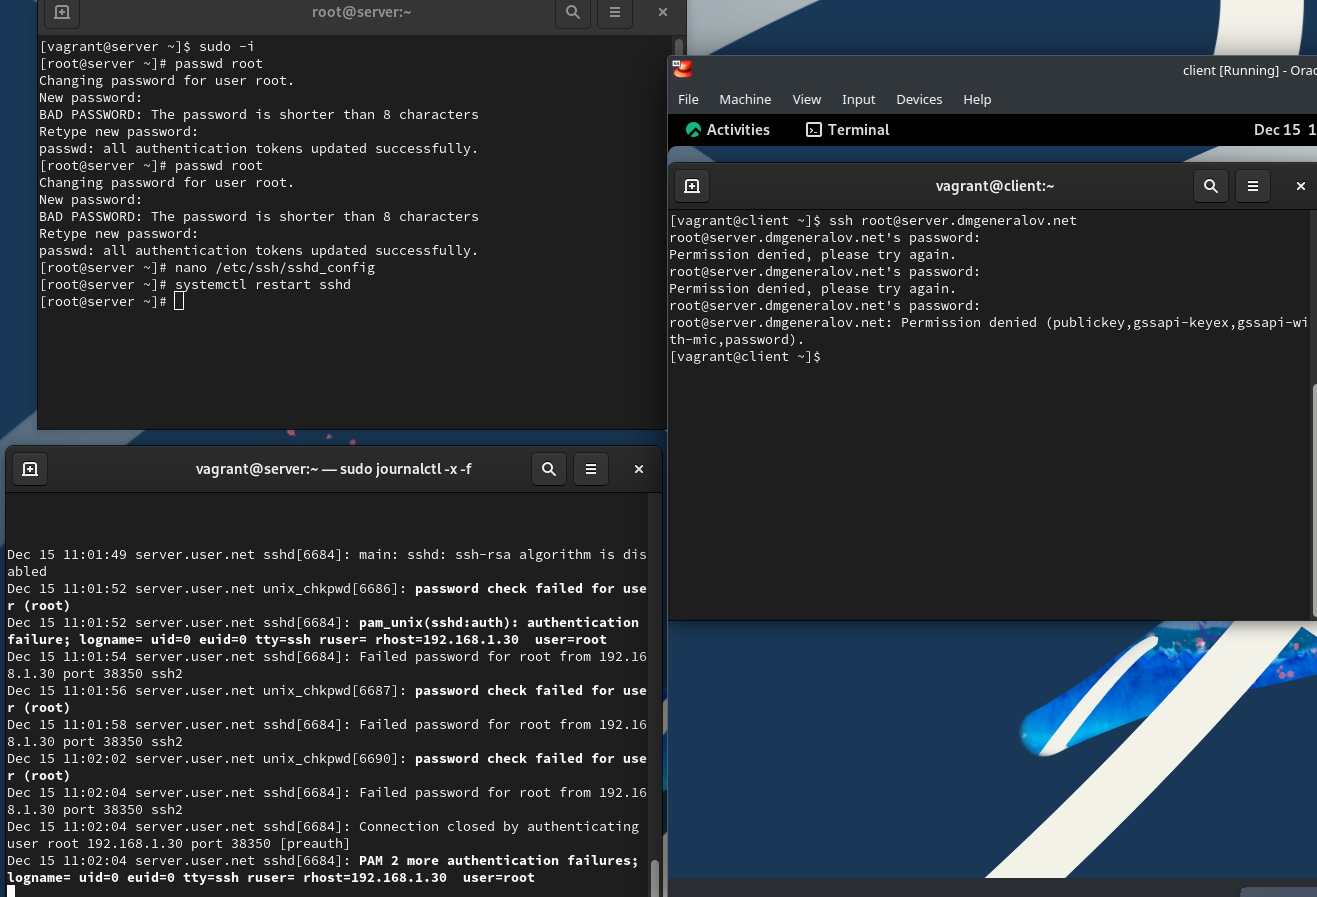 root@server:~
[vagrant@server ~]$ sudo -i
[root@server ~]# passwd root
Changing password for user root.
New password:
BAD PASSWORD: The password is shorter than 8 characters
Retype new password:
passwd: all authentication tokens updated successfully.
[root@server ~]# passwd root
Changing password for user root.
New password:
BAD PASSWORD: The password is shorter than 8 characters
Retype new password:
passwd: all authentication tokens updated successfully.
[root@server ~]# nano /etc/ssh/sshd_config
[root@server ~]# systemctl restart sshd
[root@server ~]#
client [Running] - Orac
File Machine View Input Devices Help
Activities Terminal Dec 15 1
vagrant@client:~
[vagrant@client ~]$ ssh root@server.dmgeneralov.net
root@server.dmgeneralov.net's password:
Permission denied, please try again.
root@server.dmgeneralov.net's password:
Permission denied, please try again.
root@server.dmgeneralov.net's password:
root@server.dmgeneralov.net: Permission denied (publickey,gssapi-keyex,gssapi-wi
th-mic,password).
[vagrant@client ~]$
vagrant@server:~ — sudo journalctl -x -f
Dec 15 11:01:49 server.user.net sshd[6684]: main: sshd: ssh-rsa algorithm is dis
abled
Dec 15 11:01:52 server.user.net unix_chkpwd[6686]: password check failed for use
r (root)
Dec 15 11:01:52 server.user.net sshd[6684]: pam_unix(sshd:auth): authentication
failure; logname= uid=0 euid=0 tty=ssh ruser= rhost=192.168.1.30  user=root
Dec 15 11:01:54 server.user.net sshd[6684]: Failed password for root from 192.16
8.1.30 port 38350 ssh2
Dec 15 11:01:56 server.user.net unix_chkpwd[6687]: password check failed for use
r (root)
Dec 15 11:01:58 server.user.net sshd[6684]: Failed password for root from 192.16
8.1.30 port 38350 ssh2
Dec 15 11:02:02 server.user.net unix_chkpwd[6690]: password check failed for use
r (root)
Dec 15 11:02:04 server.user.net sshd[6684]: Failed password for root from 192.16
8.1.30 port 38350 ssh2
Dec 15 11:02:04 server.user.net sshd[6684]: Connection closed by authenticating
user root 192.168.1.30 port 38350 [preauth]
Dec 15 11:02:04 server.user.net sshd[6684]: PAM 2 more authentication failures;
logname= uid=0 euid=0 tty=ssh ruser= rhost=192.168.1.30  user=root